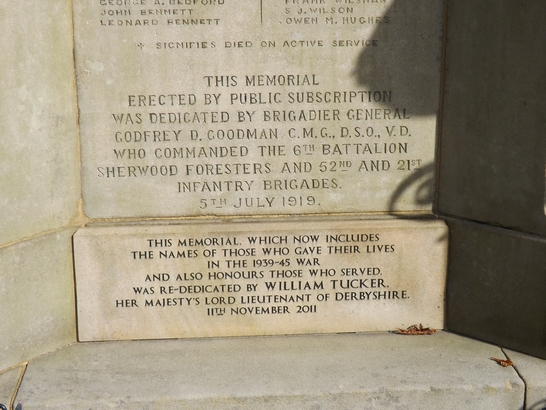 GEORGE A. BEDFORD
JOHN BENNETT
LEONARD BENNETT
S. J. WILSON
OWEN M. HUGHES
+ SIGNIFIES DIED ON ACTIVE SERVICE
THIS MEMORIAL
ERECTED BY PUBLIC SUBSCRIPTION
WAS DEDICATED BY BRIGADIER GENERAL
GODFREY D. GOODMAN C.M.G., D.S.O., V.D.
WHO COMMANDED THE 6TH BATTALION
SHERWOOD FORESTERS AND 52ND AND 21ST
INFANTRY BRIGADES.
5TH JULY 1919.
THIS MEMORIAL, WHICH NOW INCLUDES
THE NAMES OF THOSE WHO GAVE THEIR LIVES
IN THE 1939-45 WAR
AND ALSO HONOURS THOSE WHO SERVED,
WAS RE-DEDICATED BY WILLIAM TUCKER,
HER MAJESTY'S LORD LIEUTENANT OF DERBYSHIRE.
11TH NOVEMBER 2011